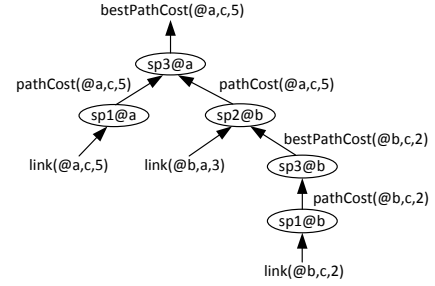 bestPathCost(@a,c,5)
sp3@a
pathCost(@a,c,5) pathCost(@a,c,5)
sp1@a sp2@b
bestPathCost(@b,c,2)
link(@a,c,5) link(@b,a,3) sp3@b
pathCost(@b,c,2)
sp1@b
link(@b,c,2)